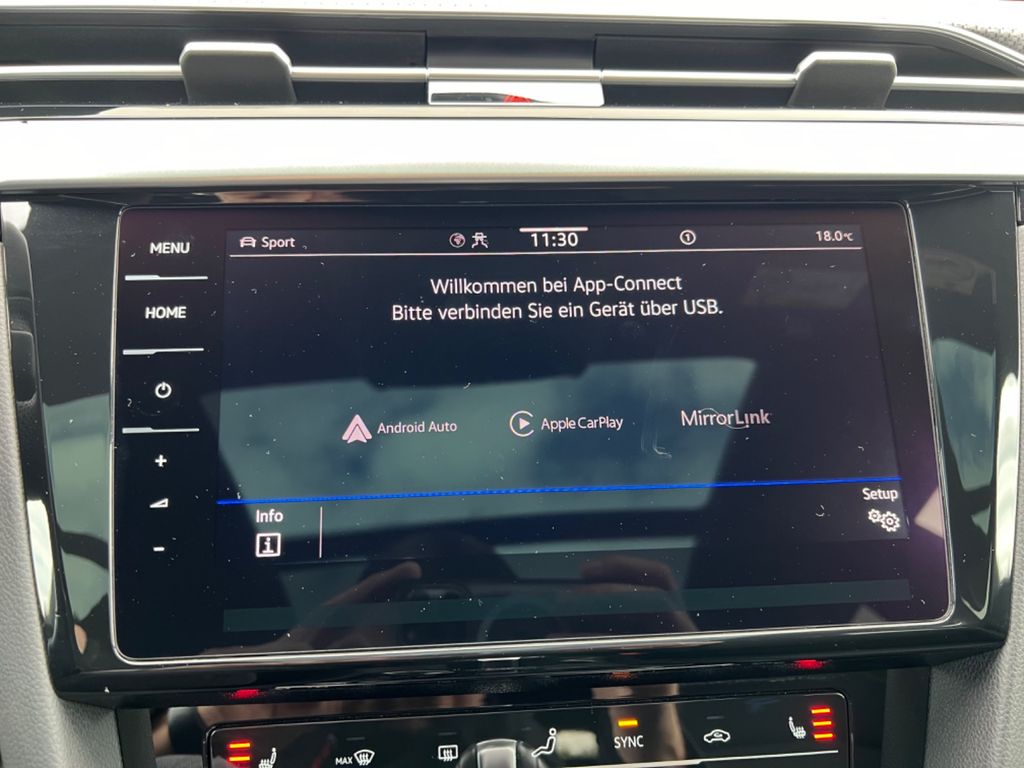 MENU
Sport
11:30
18.0°C
HOME
Willkommen bei App-Connect
Bitte verbinden Sie ein Gerät über USB.
Android Auto
Apple CarPlay
MirrorLink
+
-
Info
i
Setup
MAX
SYNC